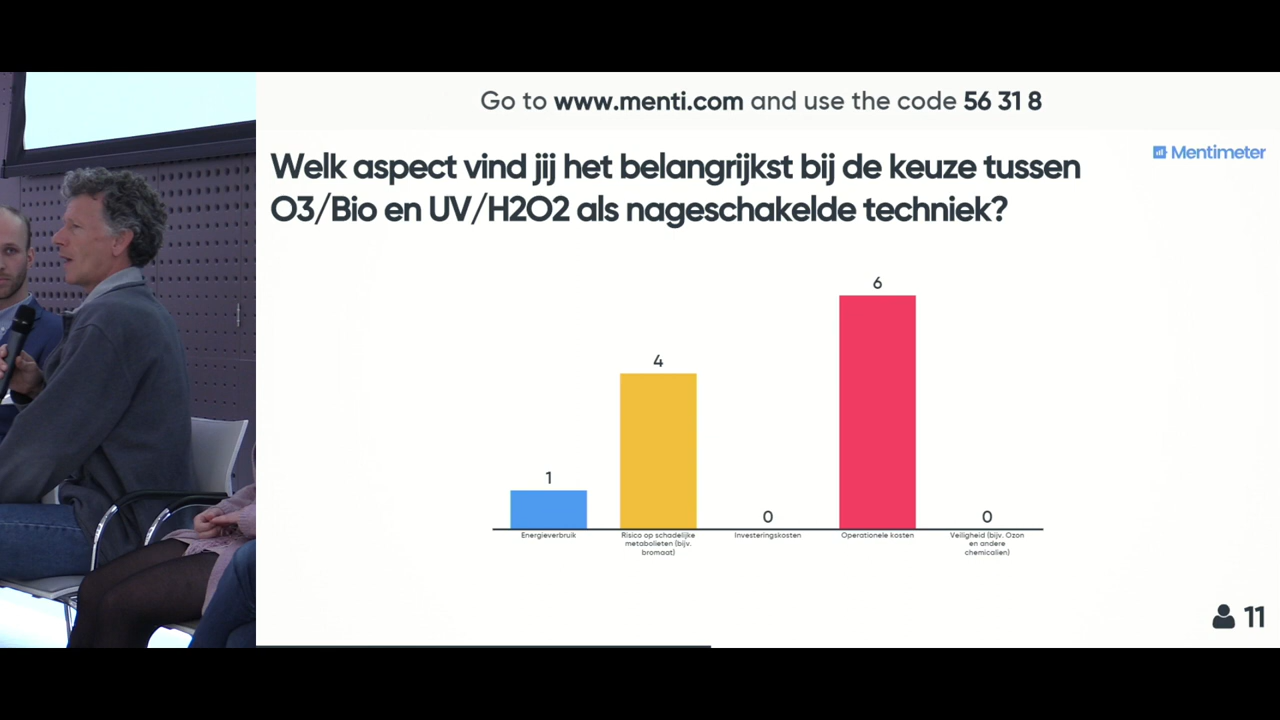 Go to www.menti.com and use the code 56 31 8
Mentimeter
Welk aspect vind jij het belangrijkst bij de keuze tussen
O3/Bio en UV/H2O2 als nageschakelde techniek?
1
4
0
6
0
Energieverbruik
Risico op schadelijke
metabolieten (bijv.
bromaat)
Investeringskosten
Operationele kosten
Veiligheid (bijv. Ozon
en andere
chemicalien)
11